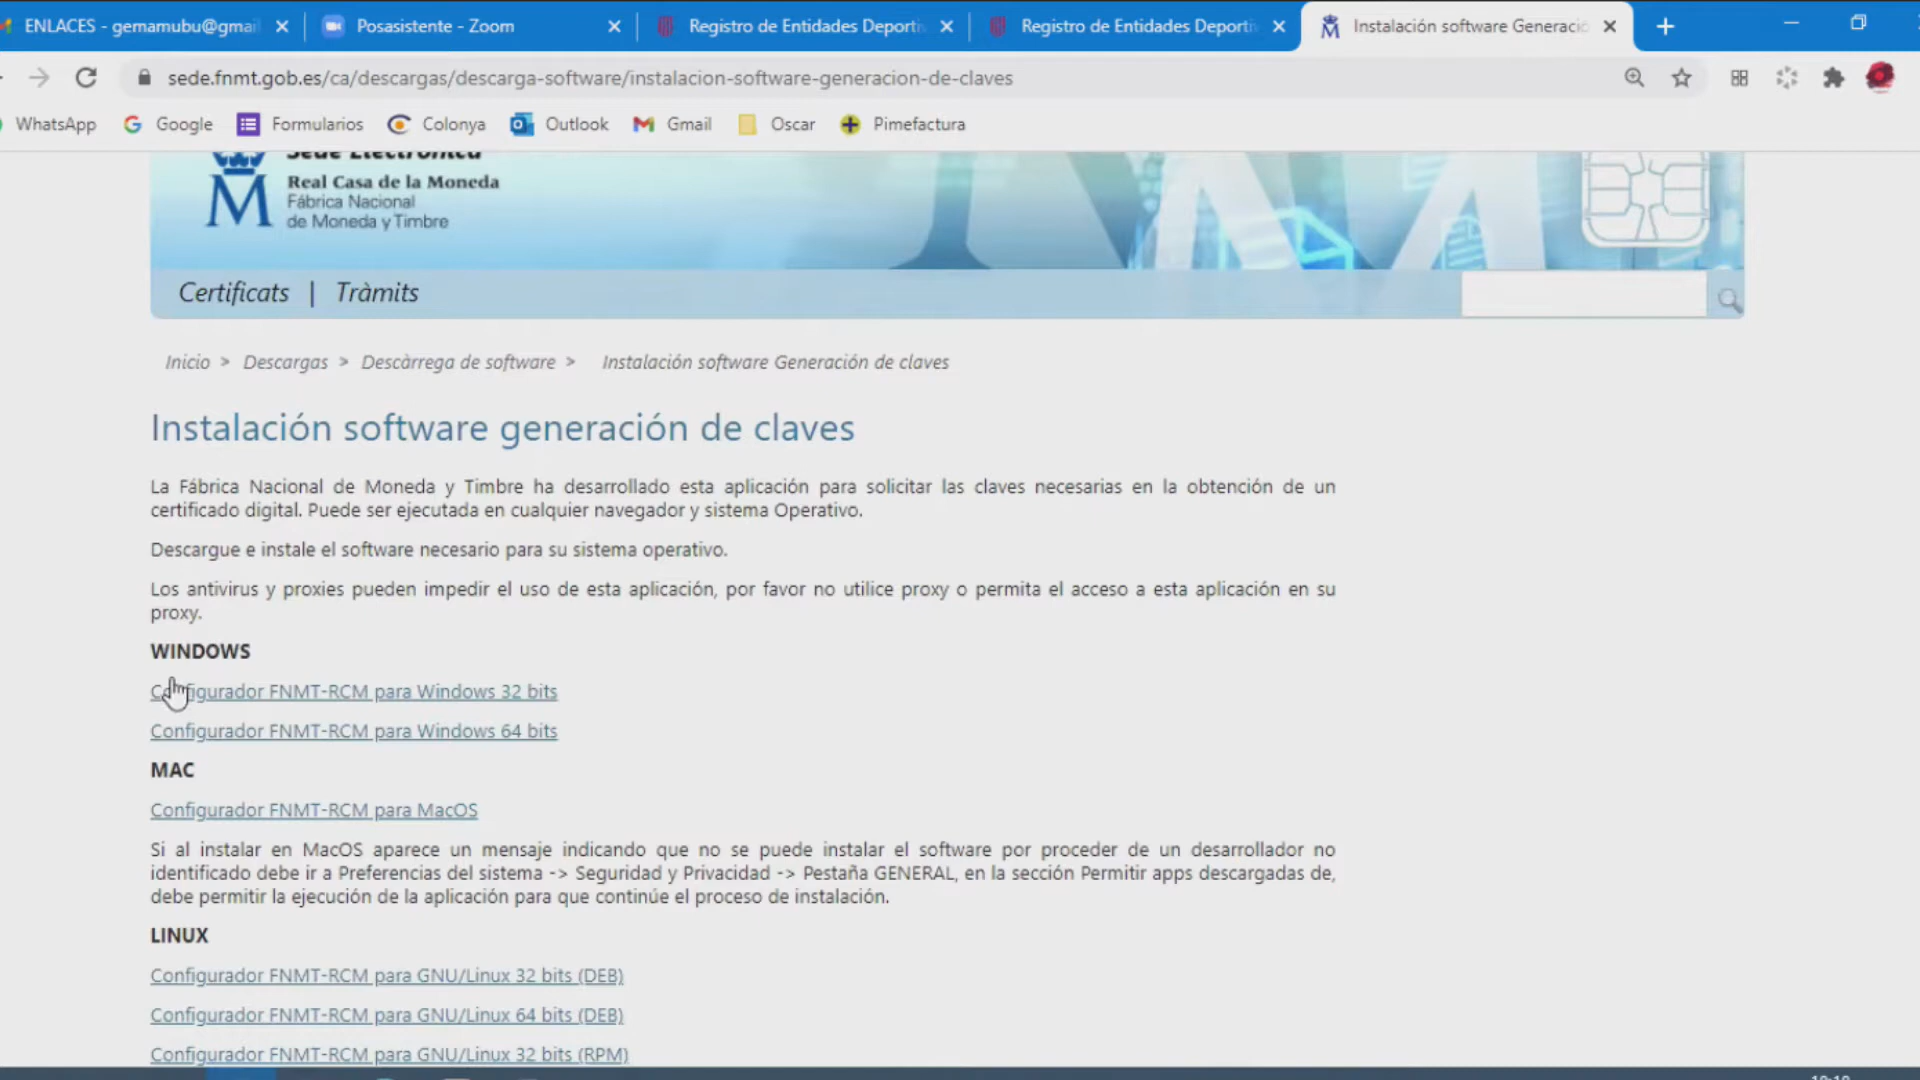 ENLACES - gemamubu@gmai
Posasistente - Zoom
Registro de Entidades Deporti
Registro de Entidades Deporti
Instalación software Generació
sede.fnmt.gob.es/ca/descargas/descarga-software/instalacion-software-generacion-de-claves
WhatsApp
Google
Formularios
Colonya
Outlook
Gmail
Oscar
Pimefactura
Sede Electrónica
Real Casa de la Moneda
Fábrica Nacional
de Moneda y Timbre
Certificats | Tràmits
Inicio > Descargas > Descàrrega de software > Instalación software Generación de claves
Instalación software generación de claves
La Fábrica Nacional de Moneda y Timbre ha desarrollado esta aplicación para solicitar las claves necesarias en la obtención de un
certificado digital. Puede ser ejecutada en cualquier navegador y sistema Operativo.
Descargue e instale el software necesario para su sistema operativo.
Los antivirus y proxies pueden impedir el uso de esta aplicación, por favor no utilice proxy o permita el acceso a esta aplicación en su
proxy.
WINDOWS
Configurador FNMT-RCM para Windows 32 bits
Configurador FNMT-RCM para Windows 64 bits
MAC
Configurador FNMT-RCM para MacOS
Si al instalar en MacOS aparece un mensaje indicando que no se puede instalar el software por proceder de un desarrollador no
identificado debe ir a Preferencias del sistema -> Seguridad y Privacidad -> Pestaña GENERAL, en la sección Permitir apps descargadas de,
debe permitir la ejecución de la aplicación para que continúe el proceso de instalación.
LINUX
Configurador FNMT-RCM para GNU/Linux 32 bits (DEB)
Configurador FNMT-RCM para GNU/Linux 64 bits (DEB)
Configurador FNMT-RCM para GNU/Linux 32 bits (RPM)